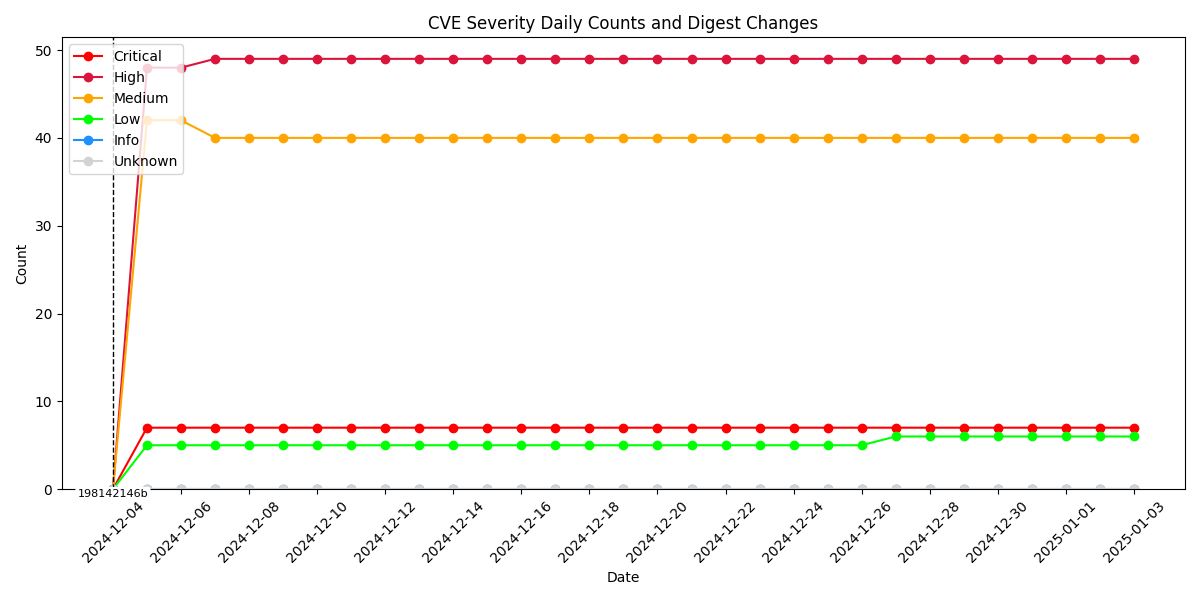 CVE Severity Daily Counts and Digest Changes
Critical
High
Medium
Low
Info
Unknown
Count
50
40
30
20
10
0
198142146b
2024-12-04
2024-12-06
2024-12-08
2024-12-10
2024-12-12
2024-12-14
2024-12-16
2024-12-18
2024-12-20
2024-12-22
2024-12-24
2024-12-26
2024-12-28
2024-12-30
2025-01-01
2025-01-03
Date